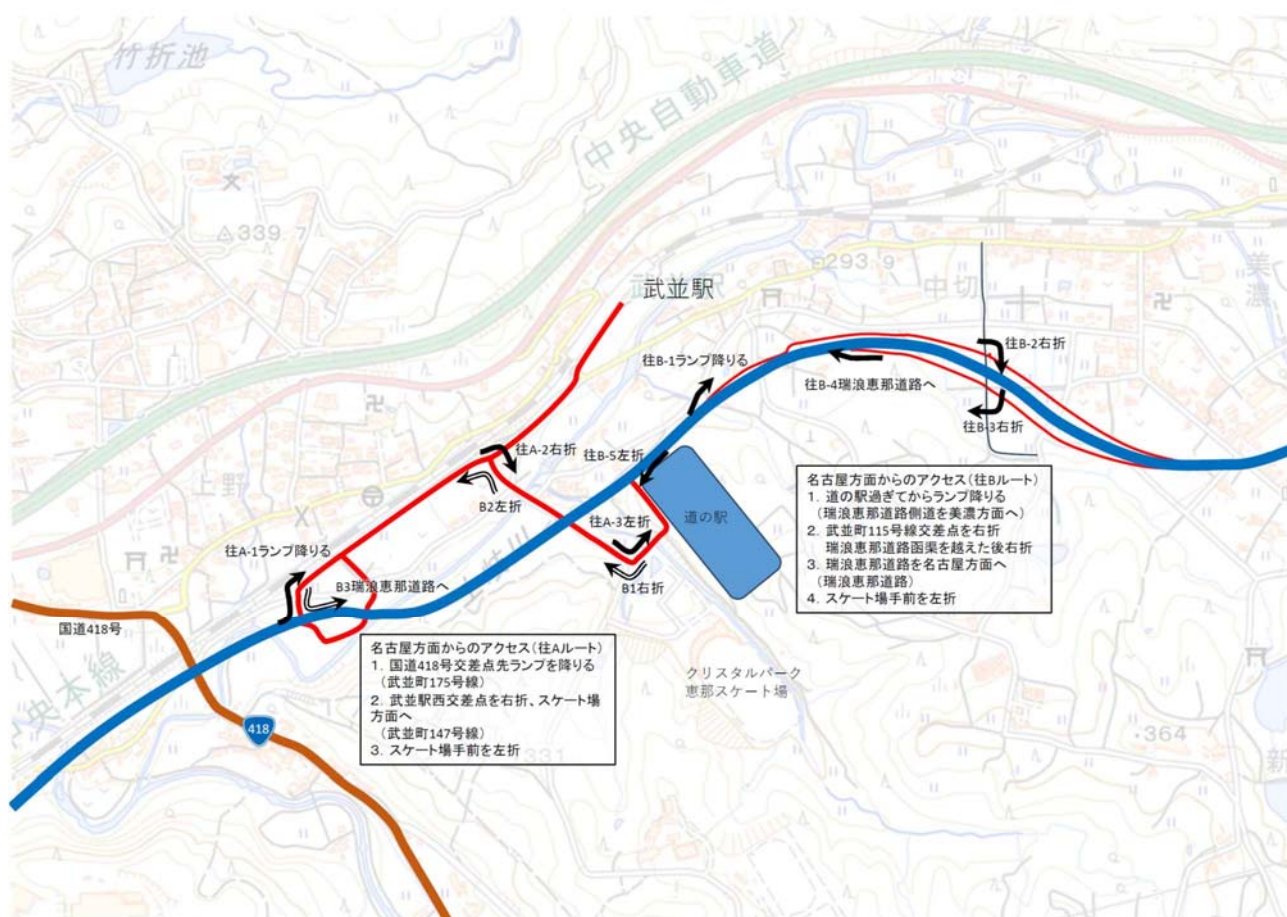 竹折池
中央自動車道
339.7
武並駅
293.9
中切
美濃
往B-1ランプ降りる
往B-2右折
往B-4瑞浪恵那道路へ
往B-3右折
往A-2右折
往B-5左折
上野
B2左折
往A-3左折
道の駅
往A-1ランプ降りる
B3瑞浪恵那道路へ
B1右折
名古屋方面からのアクセス(往Bルート)
1. 道の駅過ぎてからランプ降りる
(瑞浪恵那道路側道を美濃方面へ)
2. 武並町115号線交差点を右折
瑞浪恵那道路函渠を越えた後右折
3. 瑞浪恵那道路を名古屋方面へ
(瑞浪恵那道路)
4. スケート場手前を左折
国道418号
名古屋方面からのアクセス(往Aルート)
1. 国道418号交差点先ランプを降りる
(武並町175号線)
2. 武並駅西交差点を右折、スケート場
方面へ
(武並町147号線)
3. スケート場手前を左折
クリスタルパーク
恵那スケート場
央本線
418
331
364
新